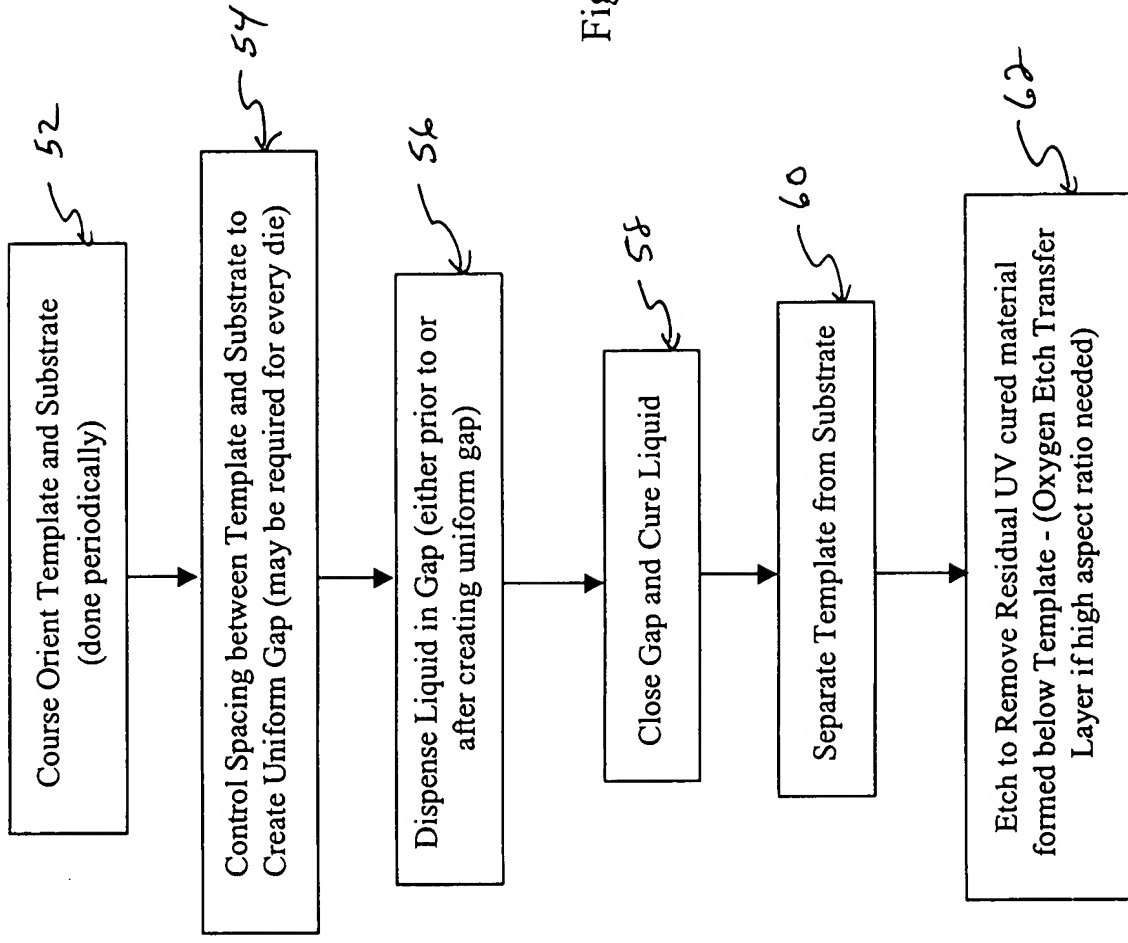 Course Orient Template and Substrate
(done periodically)
52
Control Spacing between Template and Substrate to
Create Uniform Gap (may be required for every die)
54
Dispense Liquid in Gap (either prior to or
after creating uniform gap)
56
Close Gap and Cure Liquid
58
Separate Template from Substrate
60
Etch to Remove Residual UV cured material
formed below Template - (Oxygen Etch Transfer
Layer if high aspect ratio needed)
62
Fig